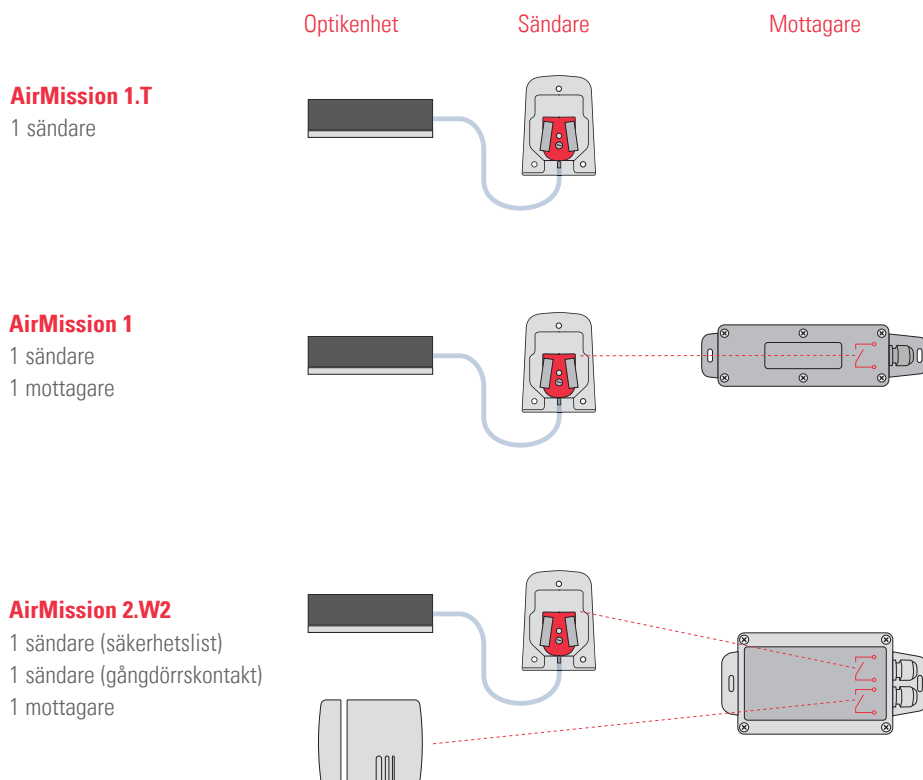 Optikenhet Sändare Mottagare
AirMission 1.T
1 sändare
AirMission 1
1 sändare
1 mottagare
AirMission 2.W2
1 sändare (säkerhetslist)
1 sändare (gångdörrskontakt)
1 mottagare